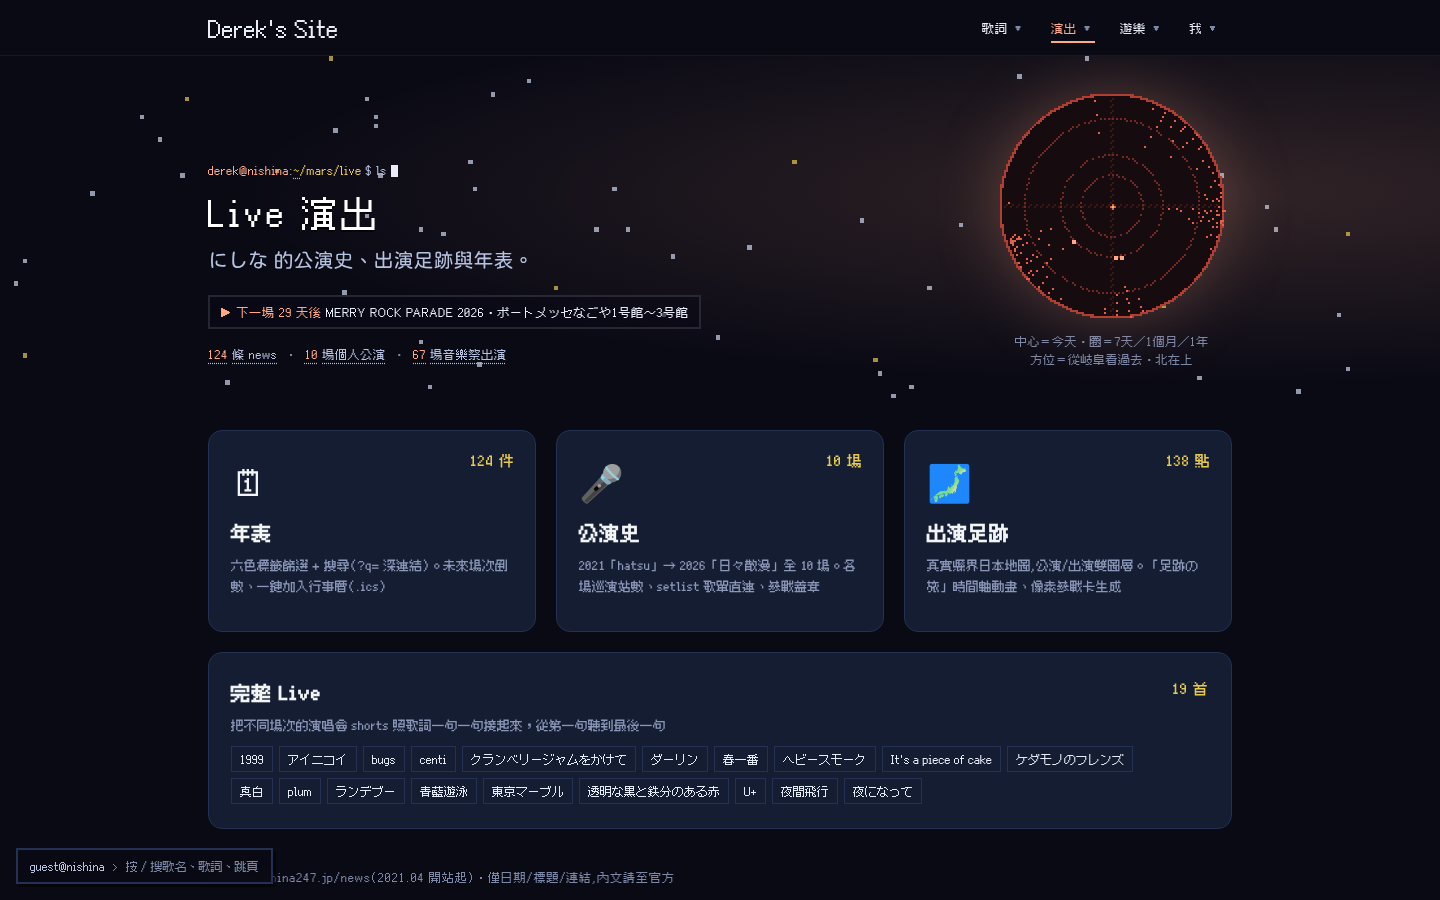 Derek's Site
歌詞 ▼ 演出 ▼ 遊樂 ▼ 我 ▼
derek@nishina:~/mars/live $ ls
Live 演出
にしな 的公演史、出演足跡與年表。
▶ 下一場 29 天後 MERRY ROCK PARADE 2026・ポートメッセなごや1号館〜3号館
124 條 news · 10 場個人公演 · 67 場音樂祭出演
中心＝今天・圈＝7天／1個月／1年
方位＝從岐阜看過去・北在上
124 件
年表
六色標籤篩選 + 搜尋(?q= 深連結)。未來場次倒
數、一鍵加入行事曆(.ics)
10 場
公演史
2021「hatsu」→ 2026「日々散漫」全 10 場。各
場巡演站數、setlist 歌單直連、參戰蓋章
138 點
出演足跡
真實縣界日本地圖,公演/出演雙圖層。「足跡の
旅」時間軸動畫、像素參戰卡生成
完整 Live
19 首
把不同場次的演唱會 shorts 照歌詞一句一句接起來，從第一句聽到最後一句
1999 アイニコイ bugs centi クランベリージャムをかけて ダーリン 春一番 ヘビースモーク It's a piece of cake ケダモノのフレンズ
真白 plum ランデブー 青藍遊泳 東京マーブル 透明な黒と鉄分のある赤 U+ 夜間飛行 夜になって
guest@nishina > 按 / 搜歌名、歌詞、跳頁
ina247.jp/news(2021.04 開站起)・僅日期/標題/連結,內文請至官方